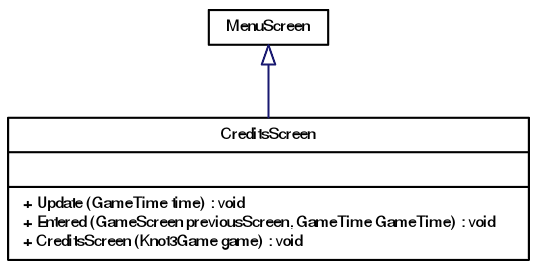 MenuScreen
CreditsScreen
+ Update (GameTime time) : void
+ Entered (GameScreen previousScreen, GameTime GameTime) : void
+ CreditsScreen (Knot3Game game) : void